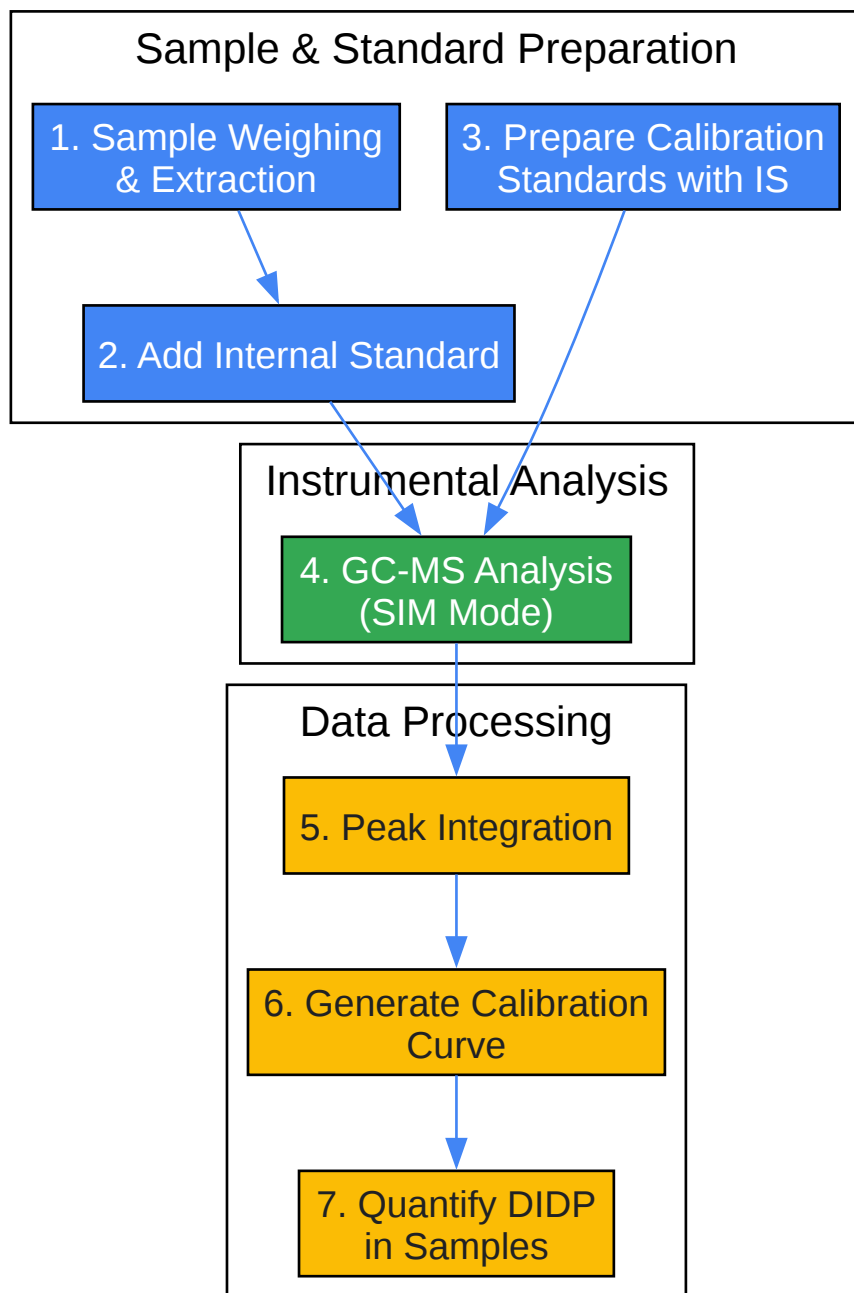 Sample & Standard Preparation
1. Sample Weighing
& Extraction
3. Prepare Calibration
Standards with IS
2. Add Internal Standard
Instrumental Analysis
4. GC-MS Analysis
(SIM Mode)
Data Processing
5. Peak Integration
6. Generate Calibration
Curve
7. Quantify DIDP
in Samples